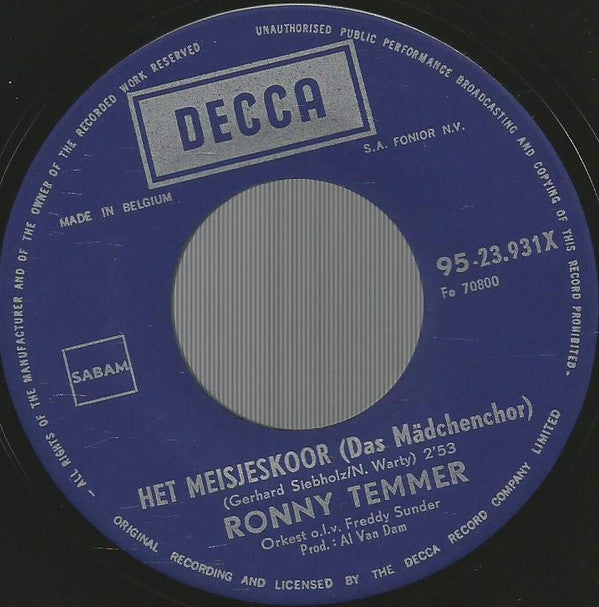 — ALL RIGHTS OF THE MANUFACTURER AND OF THE OWNER OF THE RECORDED WORK RESERVED
UNAUTHORISED PUBLIC PERFORMANCE BROADCASTING AND COPYING OF THIS RECORD PROHIBITED-
DECCA
S.A. FONIOR N.V.
MADE IN BELGIUM
95-23.931X
Fo 70800
SABAM
HET MEISJESKOOR (Das Mädchenchor)
(Gerhard Siebholz/N. Warty) 2'53
RONNY TEMMER
Orkest o.l.v. Freddy Sunder
Prod.: Al Van Dam
ORIGINAL RECORDING AND LICENSED BY THE DECCA RECORD COMPANY LIMITED